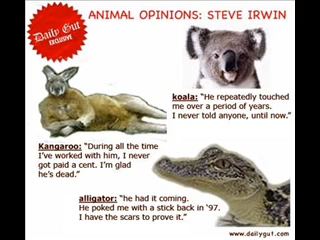 Daily Gut
EXCLUSIVE
ANIMAL OPINIONS: STEVE IRWIN
koala: "He repeatedly touched
me over a period of years.
I never told anyone, until now."
Kangaroo: "During all the time
I've worked with him, I never
got paid a cent. I'm glad
he's dead."
alligator: "he had it coming.
He poked me with a stick back in '97.
I have the scars to prove it."
www.dailygut.com